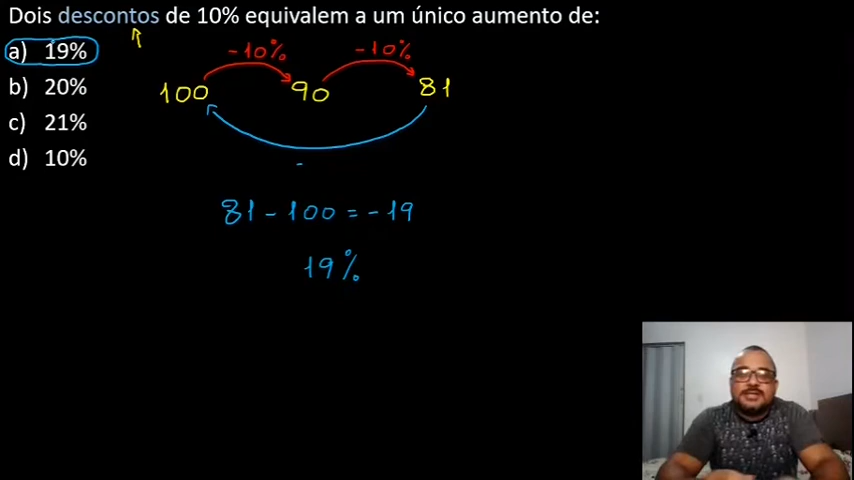 Dois descontos de 10% equivalem a um único aumento de:
a) 19%
b) 20%
c) 21%
d) 10%
-10% -10%
100 90 81
-
81 - 100 = -19
19%